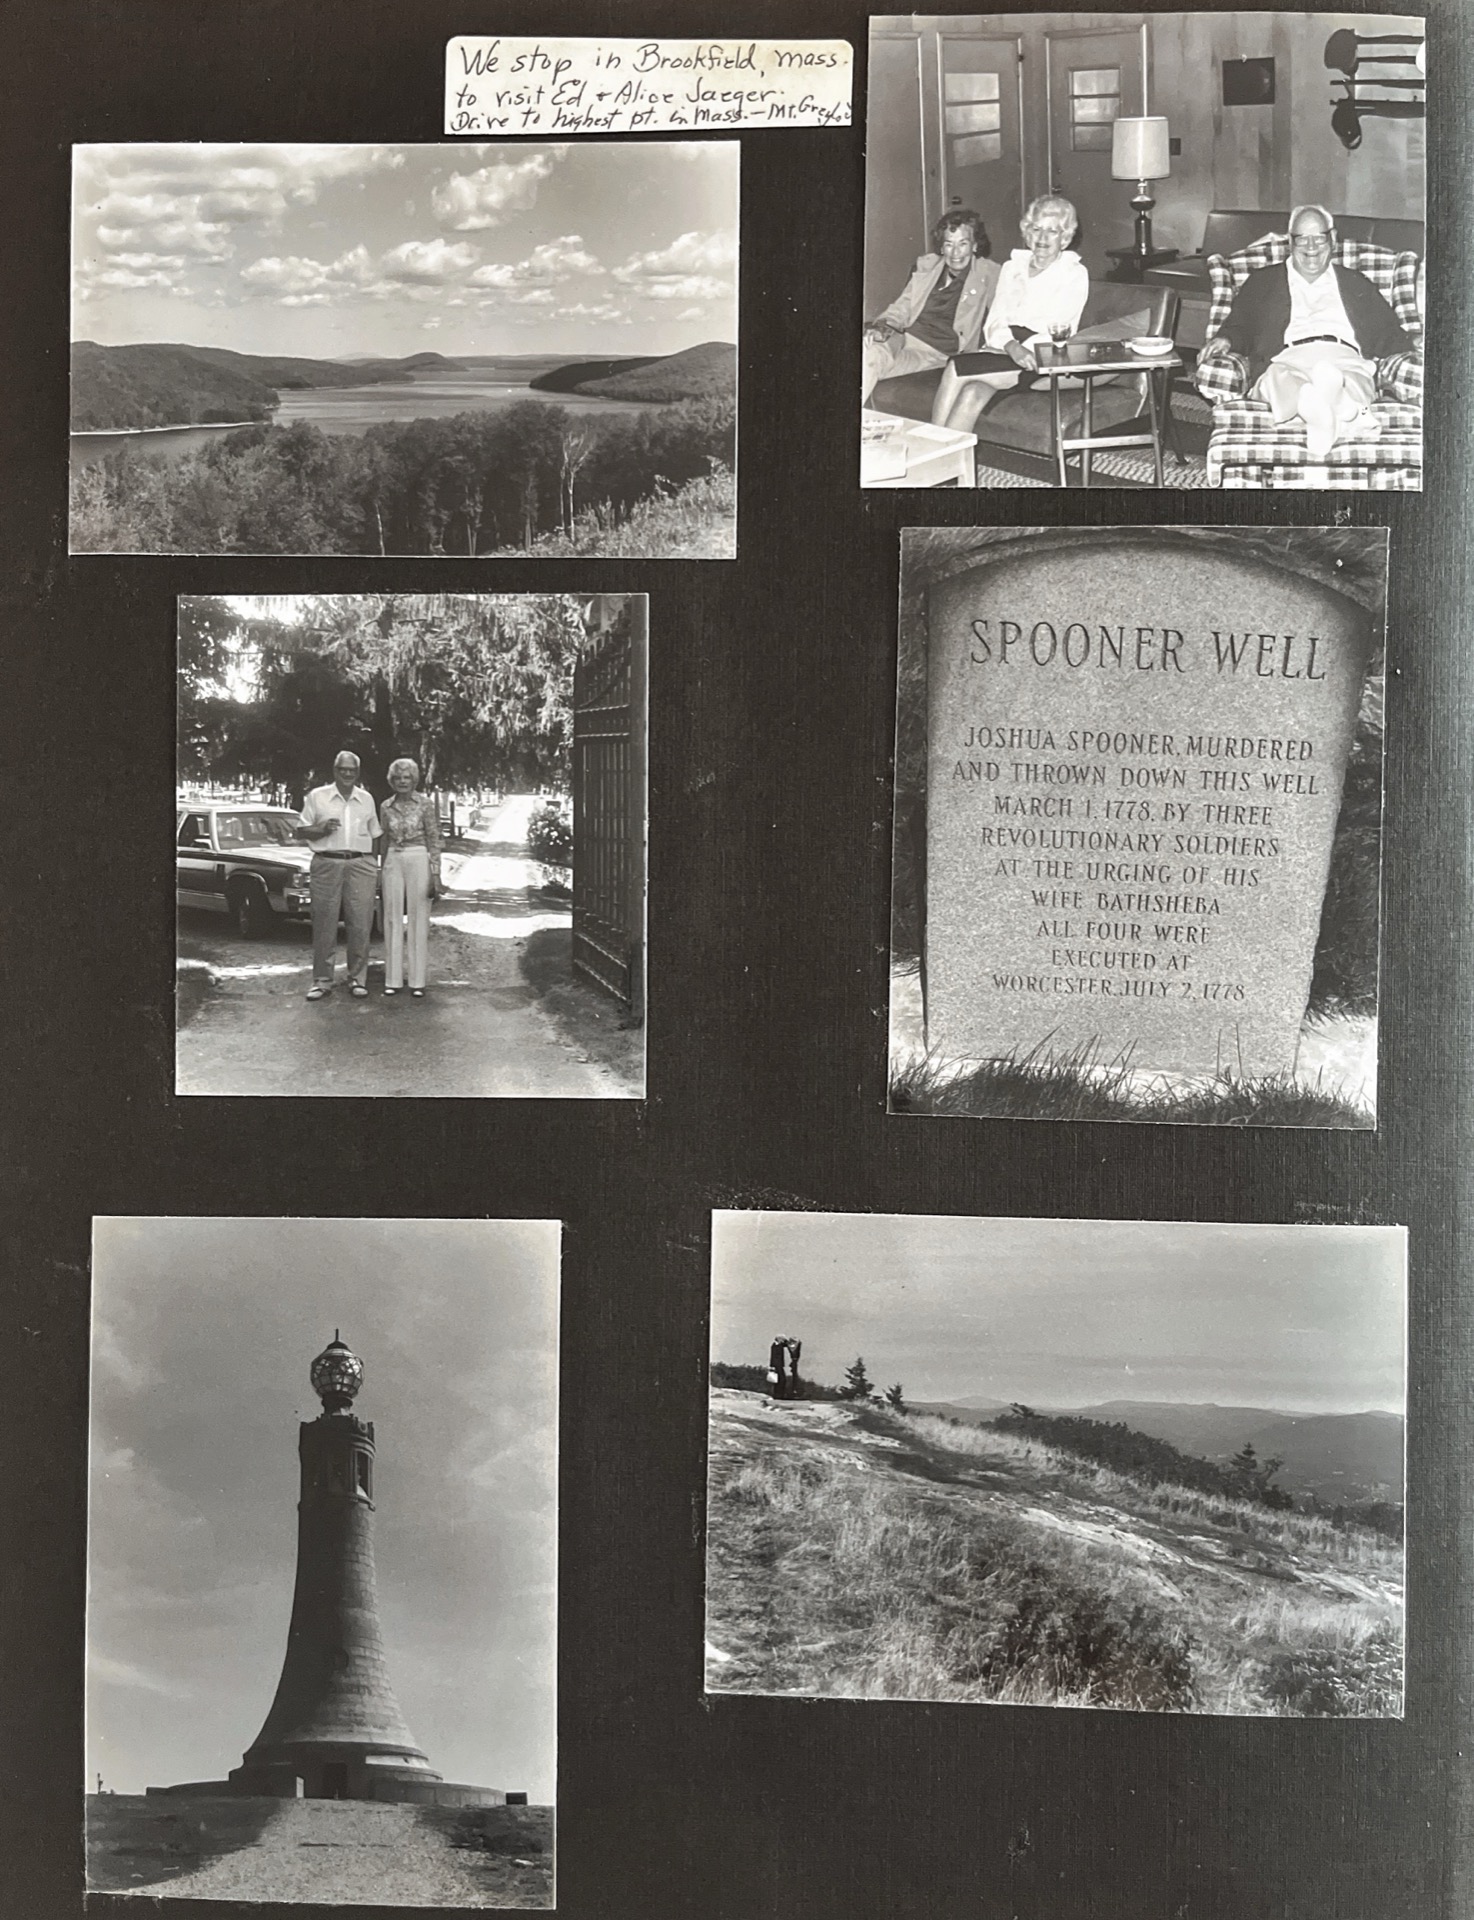 We stop in Brookfield, Mass.
to visit Ed & Alice Jaeger.
Drive to highest pt. in Mass. — Mt. Greylock
SPOONER WELL
JOSHUA SPOONER, MURDERED
AND THROWN DOWN THIS WELL
MARCH 1, 1778, BY THREE
REVOLUTIONARY SOLDIERS
AT THE URGING OF HIS
WIFE BATHSHEBA
ALL FOUR WERE
EXECUTED AT
WORCESTER, JULY 2, 1778